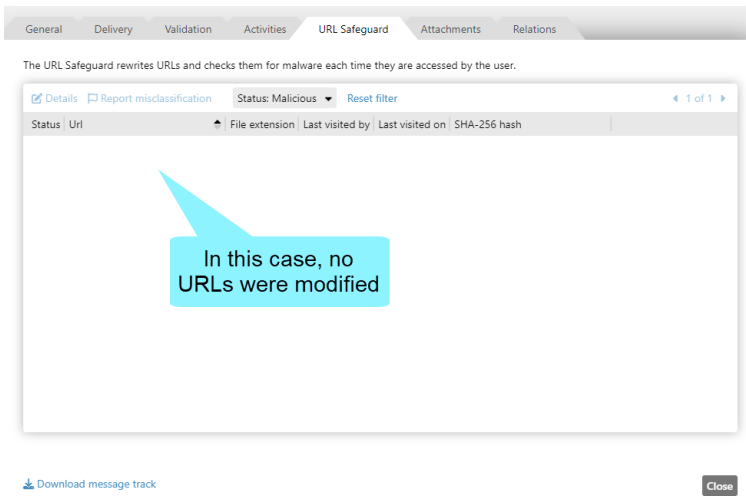 General Delivery Validation Activities URL Safeguard Attachments Relations
The URL Safeguard rewrites URLs and checks them for malware each time they are accessed by the user.
Details Report misclassification Status: Malicious Reset filter 1 of 1
Status Url File extension Last visited by Last visited on SHA-256 hash
In this case, no
URLs were modified
Download message track Close